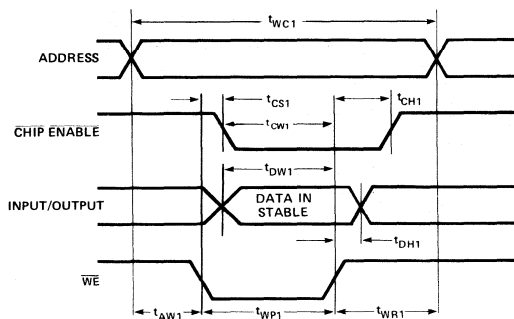 tWC1
ADDRESS
tCS1
tCH1
CHIP ENABLE
tCW1
tDW1
INPUT/OUTPUT
DATA IN
STABLE
tDH1
WE
tAW1
tWP1
tWR1